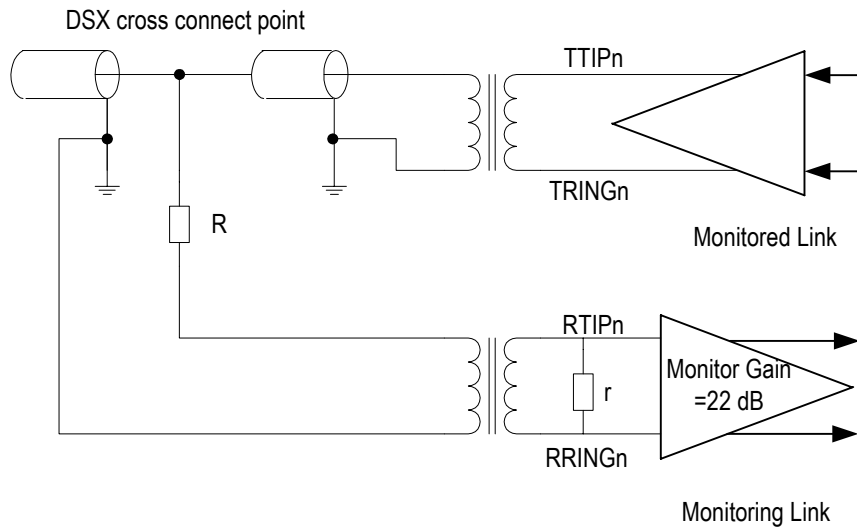 DSX cross connect point
TTIPn
TRINGn
R
Monitored Link
RTIPn
Monitor Gain
=22 dB
r
RRINGn
Monitoring Link